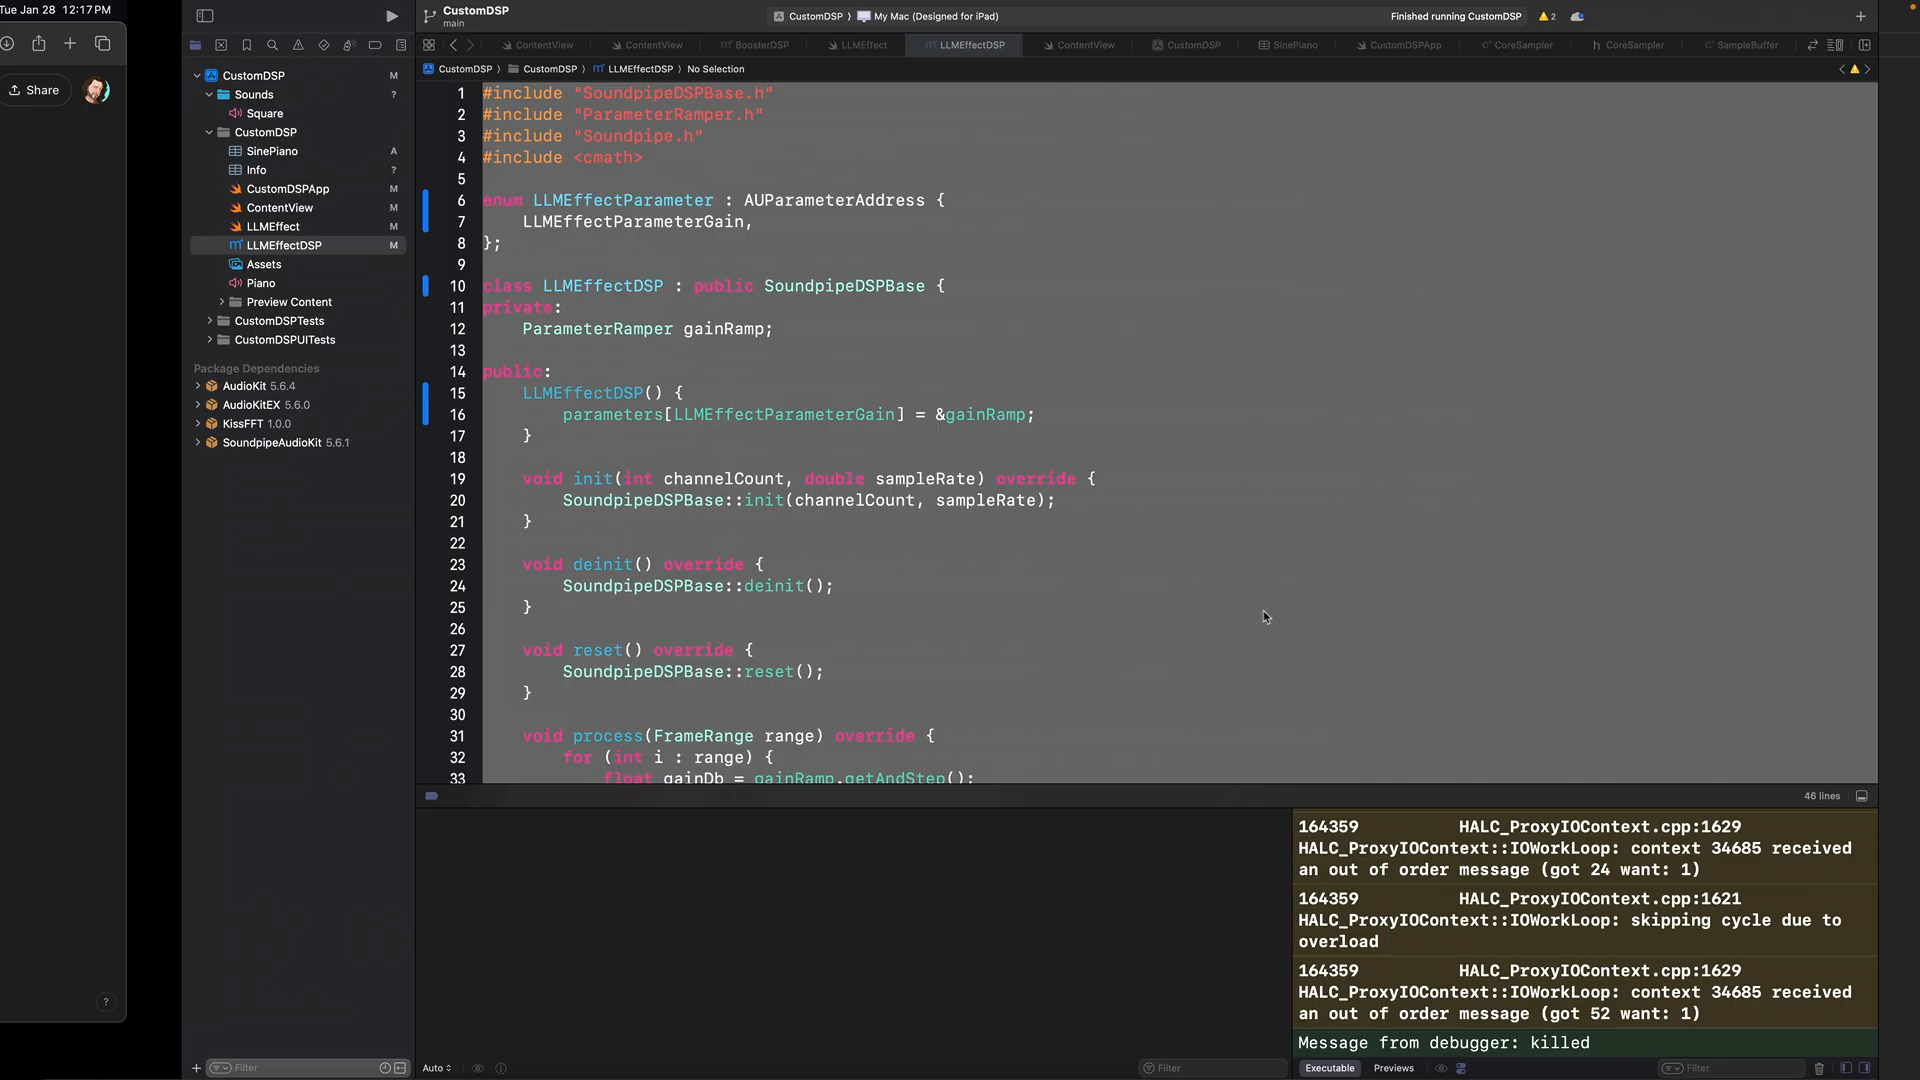 Tue Jan 28 12:17 PM
Share
?
CustomDSP
main
CustomDSP
My Mac (Designed for iPad)
Finished running CustomDSP
2
ContentView
ContentView
BoosterDSP
LLMEffect
LLMEffectDSP
ContentView
CustomDSP
SinePiano
CustomDSPApp
CoreSampler
CoreSampler
SampleBuffer
CustomDSP
CustomDSP
LLMEffectDSP
No Selection
CustomDSP M
Sounds ?
Square
CustomDSP
SinePiano A
Info ?
CustomDSPApp M
ContentView M
LLMEffect M
LLMEffectDSP M
Assets
Piano
Preview Content
CustomDSPTests
CustomDSPUITests
Package Dependencies
AudioKit 5.6.4
AudioKitEX 5.6.0
KissFFT 1.0.0
SoundpipeAudioKit 5.6.1
Filter
1 #include "SoundpipeDSPBase.h"
2 #include "ParameterRamper.h"
3 #include "Soundpipe.h"
4 #include <cmath>
5
6 enum LLMEffectParameter : AUParameterAddress {
7 LLMEffectParameterGain,
8 };
9
10 class LLMEffectDSP : public SoundpipeDSPBase {
11 private:
12 ParameterRamper gainRamp;
13
14 public:
15 LLMEffectDSP() {
16 parameters[LLMEffectParameterGain] = &gainRamp;
17 }
18
19 void init(int channelCount, double sampleRate) override {
20 SoundpipeDSPBase::init(channelCount, sampleRate);
21 }
22
23 void deinit() override {
24 SoundpipeDSPBase::deinit();
25 }
26
27 void reset() override {
28 SoundpipeDSPBase::reset();
29 }
30
31 void process(FrameRange range) override {
32 for (int i : range) {
33 float gainDb = gainRamp.getAndStep();
46 lines
164359 HALC_ProxyIOContext.cpp:1629
HALC_ProxyIOContext::IOWorkLoop: context 34685 received
an out of order message (got 24 want: 1)
164359 HALC_ProxyIOContext.cpp:1621
HALC_ProxyIOContext::IOWorkLoop: skipping cycle due to
overload
164359 HALC_ProxyIOContext.cpp:1629
HALC_ProxyIOContext::IOWorkLoop: context 34685 received
an out of order message (got 52 want: 1)
Message from debugger: killed
Auto
Filter
Executable
Previews
Filter